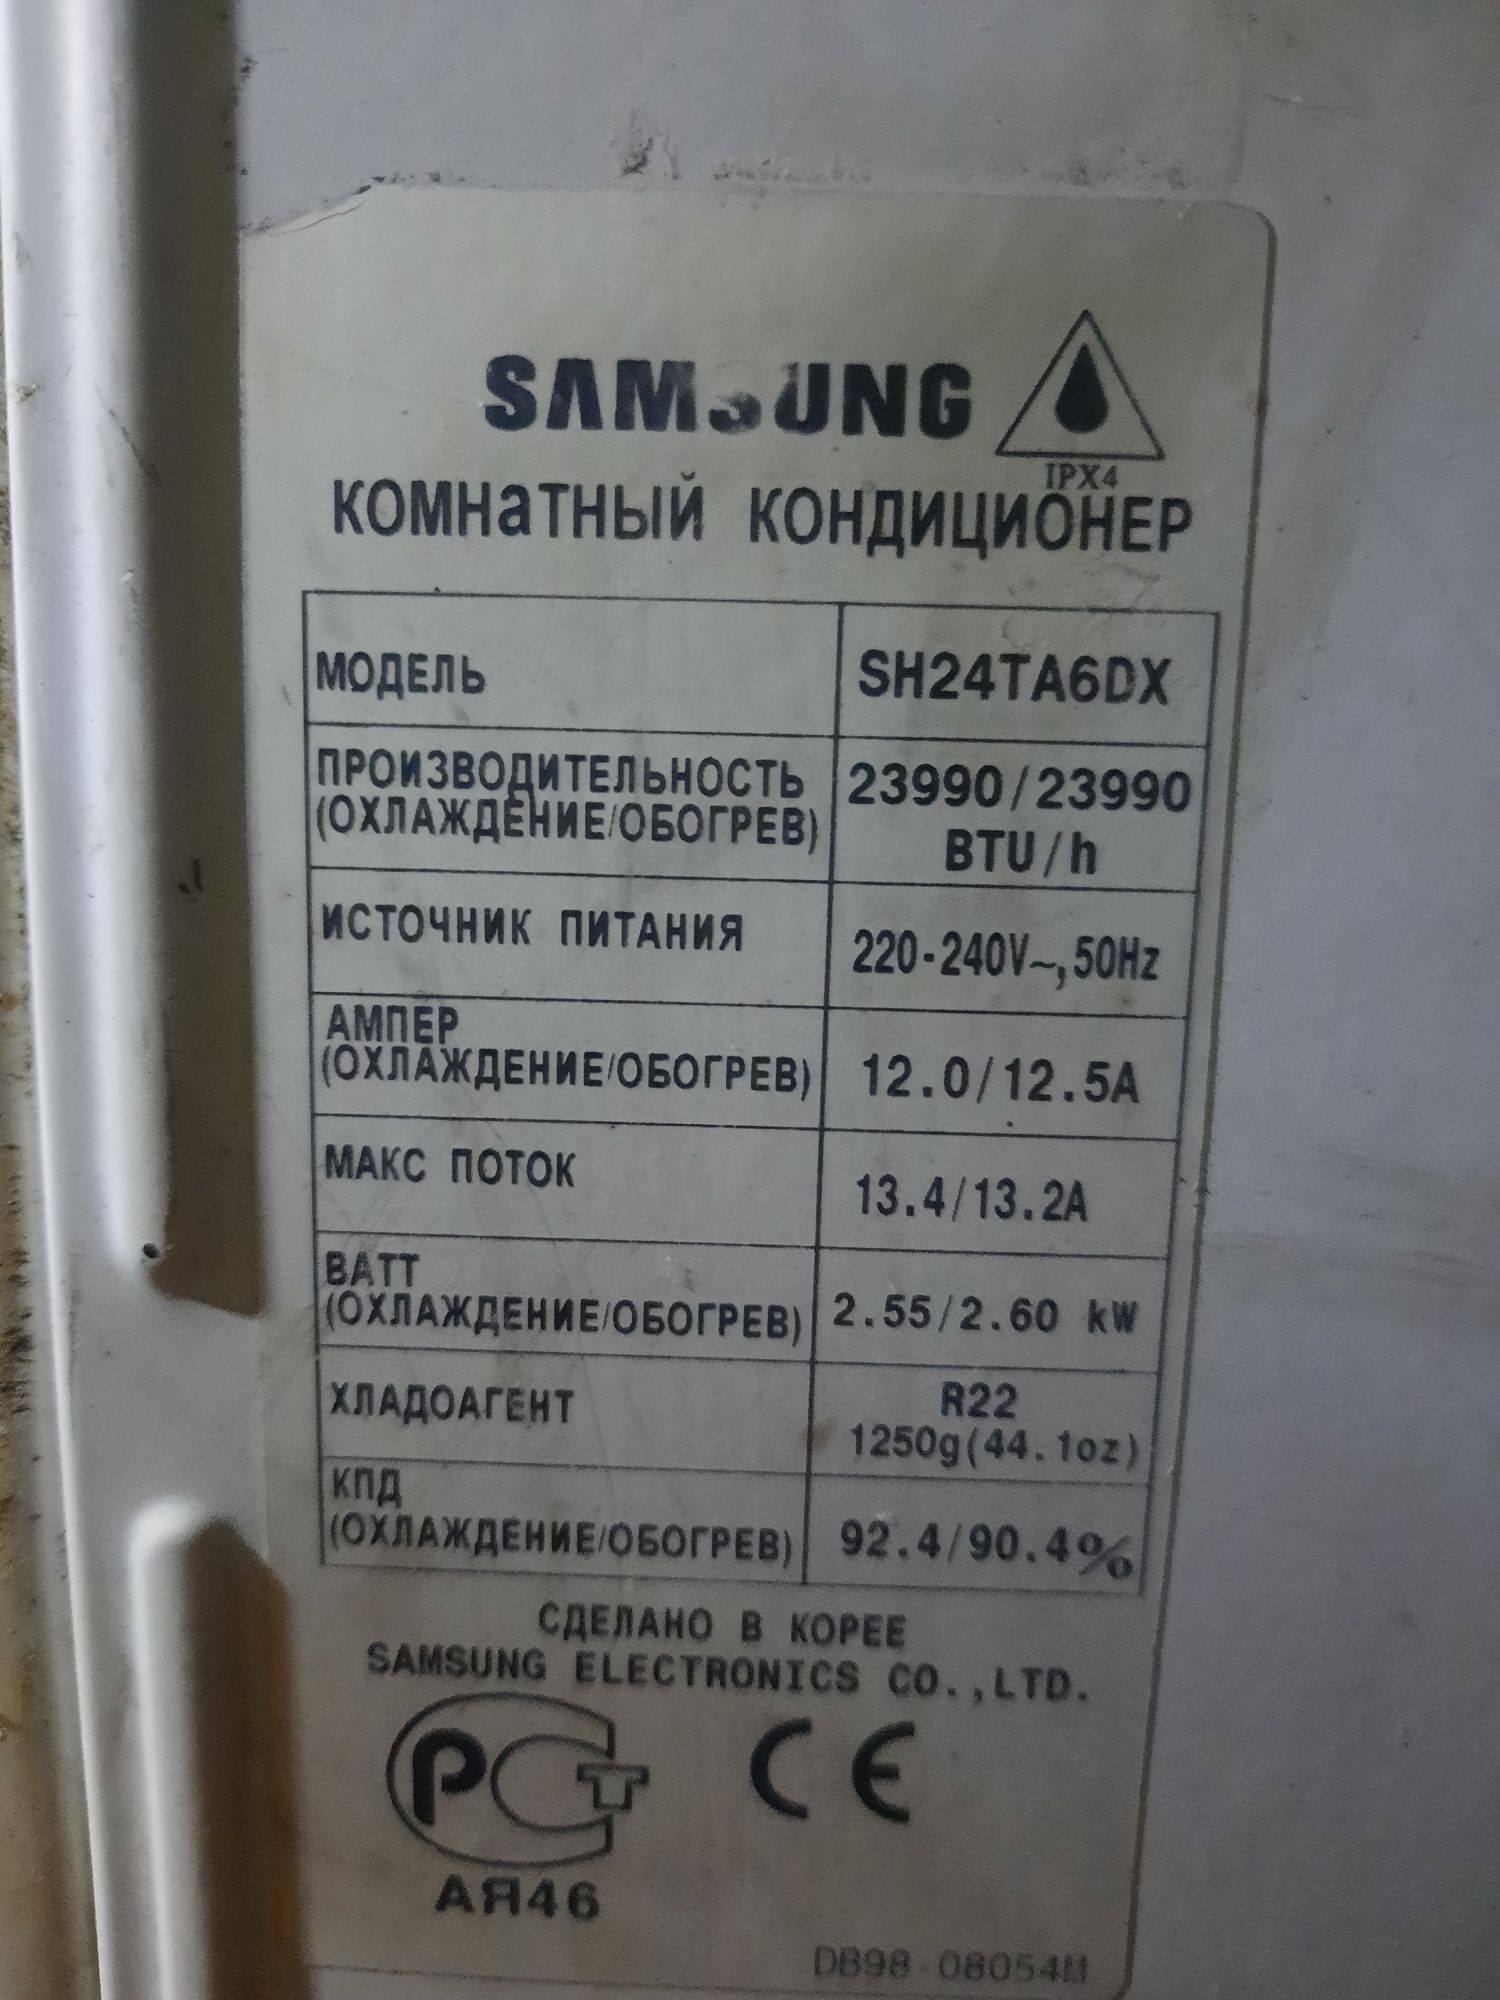 SAMSUNG
IPX4
КОМНаТНЫЙ КОНДИЦИОНЕР
МОДЕЛЬ SH24TA6DX
ПРОИЗВОДИТЕЛЬНОСТЬ
(ОХЛАЖДЕНИЕ/ОБОГРЕВ)
23990/23990
BTU/h
ИСТОЧНИК ПИТАНИЯ 220-240V~,50Hz
АМПЕР
(ОХЛАЖДЕНИЕ/ОБОГРЕВ) 12.0/12.5A
МАКС ПОТОК 13.4/13.2A
ВАТТ
(ОХЛАЖДЕНИЕ/ОБОГРЕВ) 2.55/2.60 kW
ХЛАДОАГЕНТ
R22
1250g(44.1oz)
КПД
(ОХЛАЖДЕНИЕ/ОБОГРЕВ) 92.4/90.4%
СДЕЛАНО В КОРЕЕ
SAMSUNG ELECTRONICS CO.,LTD.
РСТ CE
АЯ46
DB98-08054M